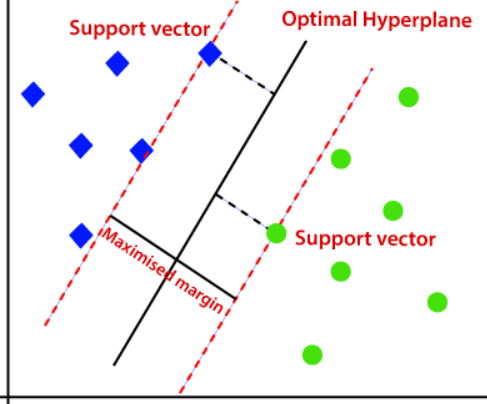 Optimal Hyperplane
Support vector
Support vector
Maximised margin